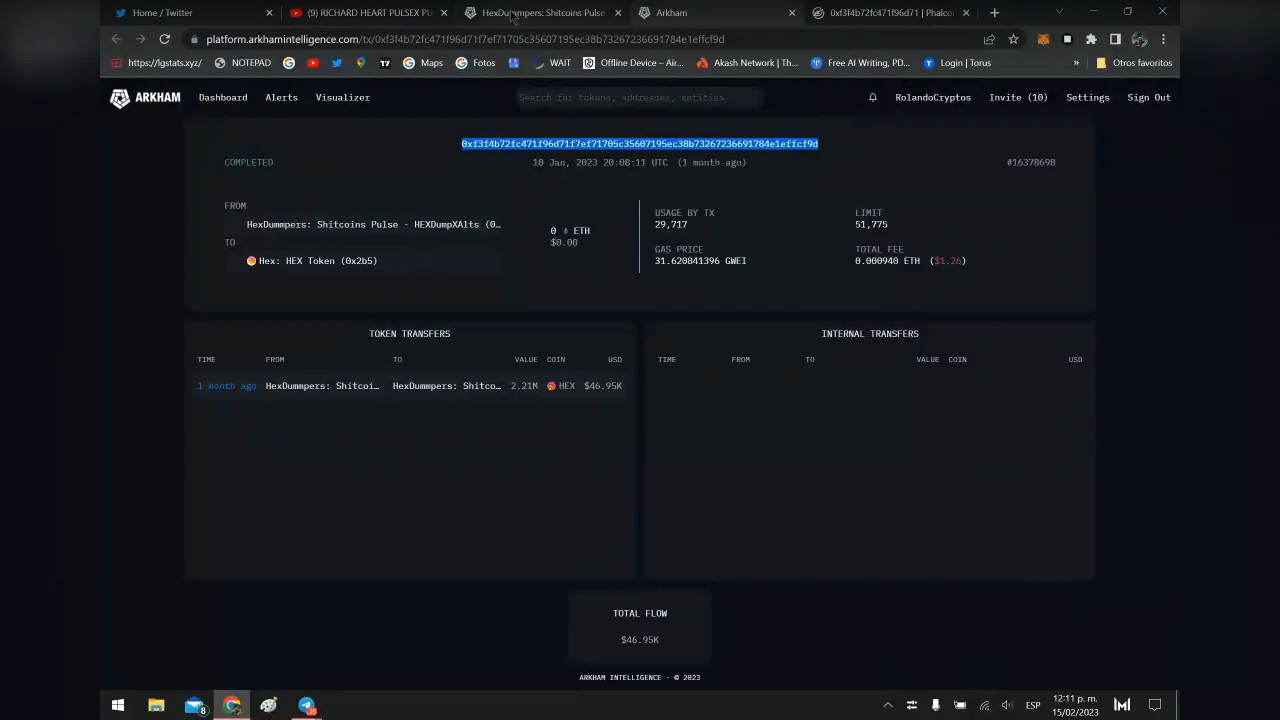 Home / Twitter
(9) RICHARD HEART PULSEX PU
HexDummpers: Shitcoins Pulse
Arkham
0xf3f4b72fc471f96d71 | Phalco
platform.arkhamintelligence.com/tx/0xf3f4b72fc471f96d71f7ef71705c35607195ec38b73267236691784e1effcf9d
https://lgstats.xyz/
NOTEPAD
Maps
Fotos
WAIT
Offline Device – Air...
Akash Network | Th...
Free AI Writing, PD...
Login | Torus
»
Otros favoritos
ARKHAM
Dashboard
Alerts
Visualizer
Search for tokens, addresses, entities...
RolandoCryptos
Invite (10)
Settings
Sign Out
0xf3f4b72fc471f96d71f7ef71705c35607195ec38b73267236691784e1effcf9d
COMPLETED
10 Jan, 2023 20:08:11 UTC (1 month ago)
#16378698
FROM
HexDummpers: Shitcoins Pulse - HEXDumpXAlts (0…
TO
Hex: HEX Token (0x2b5)
0 ETH
$0.00
USAGE BY TX
29,717
LIMIT
51,775
GAS PRICE
31.620841396 GWEI
TOTAL FEE
0.000940 ETH ($1.26)
TOKEN TRANSFERS
TIME FROM TO VALUE COIN USD
1 month ago HexDummpers: Shitcoi… HexDummpers: Shitco… 2.21M HEX $46.95K
INTERNAL TRANSFERS
TIME FROM TO VALUE COIN USD
TOTAL FLOW
$46.95K
ARKHAM INTELLIGENCE - © 2023
8
25
ESP
12:11 p. m.
15/02/2023